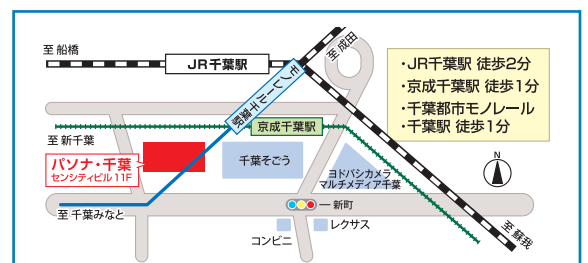 至 船橋
JR千葉駅
至 成田
モノレール千葉駅
・JR千葉駅 徒歩2分
・京成千葉駅 徒歩1分
・千葉都市モノレール
・千葉駅 徒歩1分
京成千葉駅
至 新千葉
パソナ・千葉
センシティビル 11F
千葉そごう
ヨドバシカメラ
マルチメディア千葉
N
至 千葉みなと
新町
至 蘇我
コンビニ
レクサス